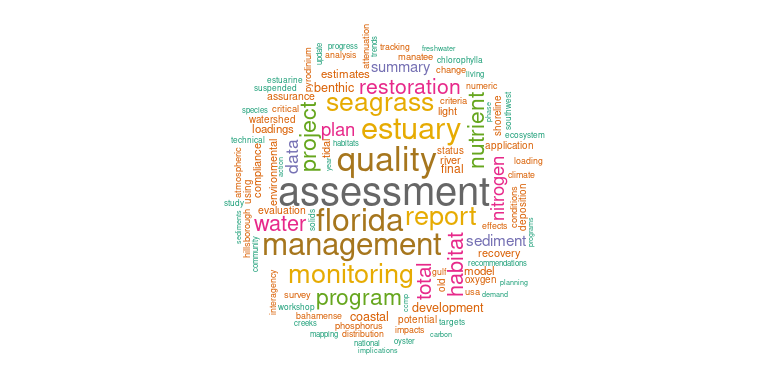 progress
freshwater
update
attenuation
trends
tracking
analysis
manatee
chlorophylla
summary
change
living
pyrodinium
estimates
estuarine
suspended
benthic
restoration
numeric
assurance
seagrass
criteria
phase
shoreline
southwest
species
critical
light
nutrient
watershed
project
plan
estuary
ecosystem
loadings
technical
data
tidal
habitats
application
quality
status
river
final
loading
compliance
environmental
action
year
climate
atmospheric
using
assessment
nitrogen
conditions
deposition
study
evaluation
solids
florida
report
water
effects
programs
hillsborough
sediments
community
management
habitat
sediment
recovery
recommendations
monitoring
total
gulf
old
model
oxygen
planning
interagency
survey
program
ccmp
usa
demand
workshop
development
bahamense
coastal
creeks
phosphorus
potential
targets
mapping
distribution
impacts
carbon
national
oyster
implications